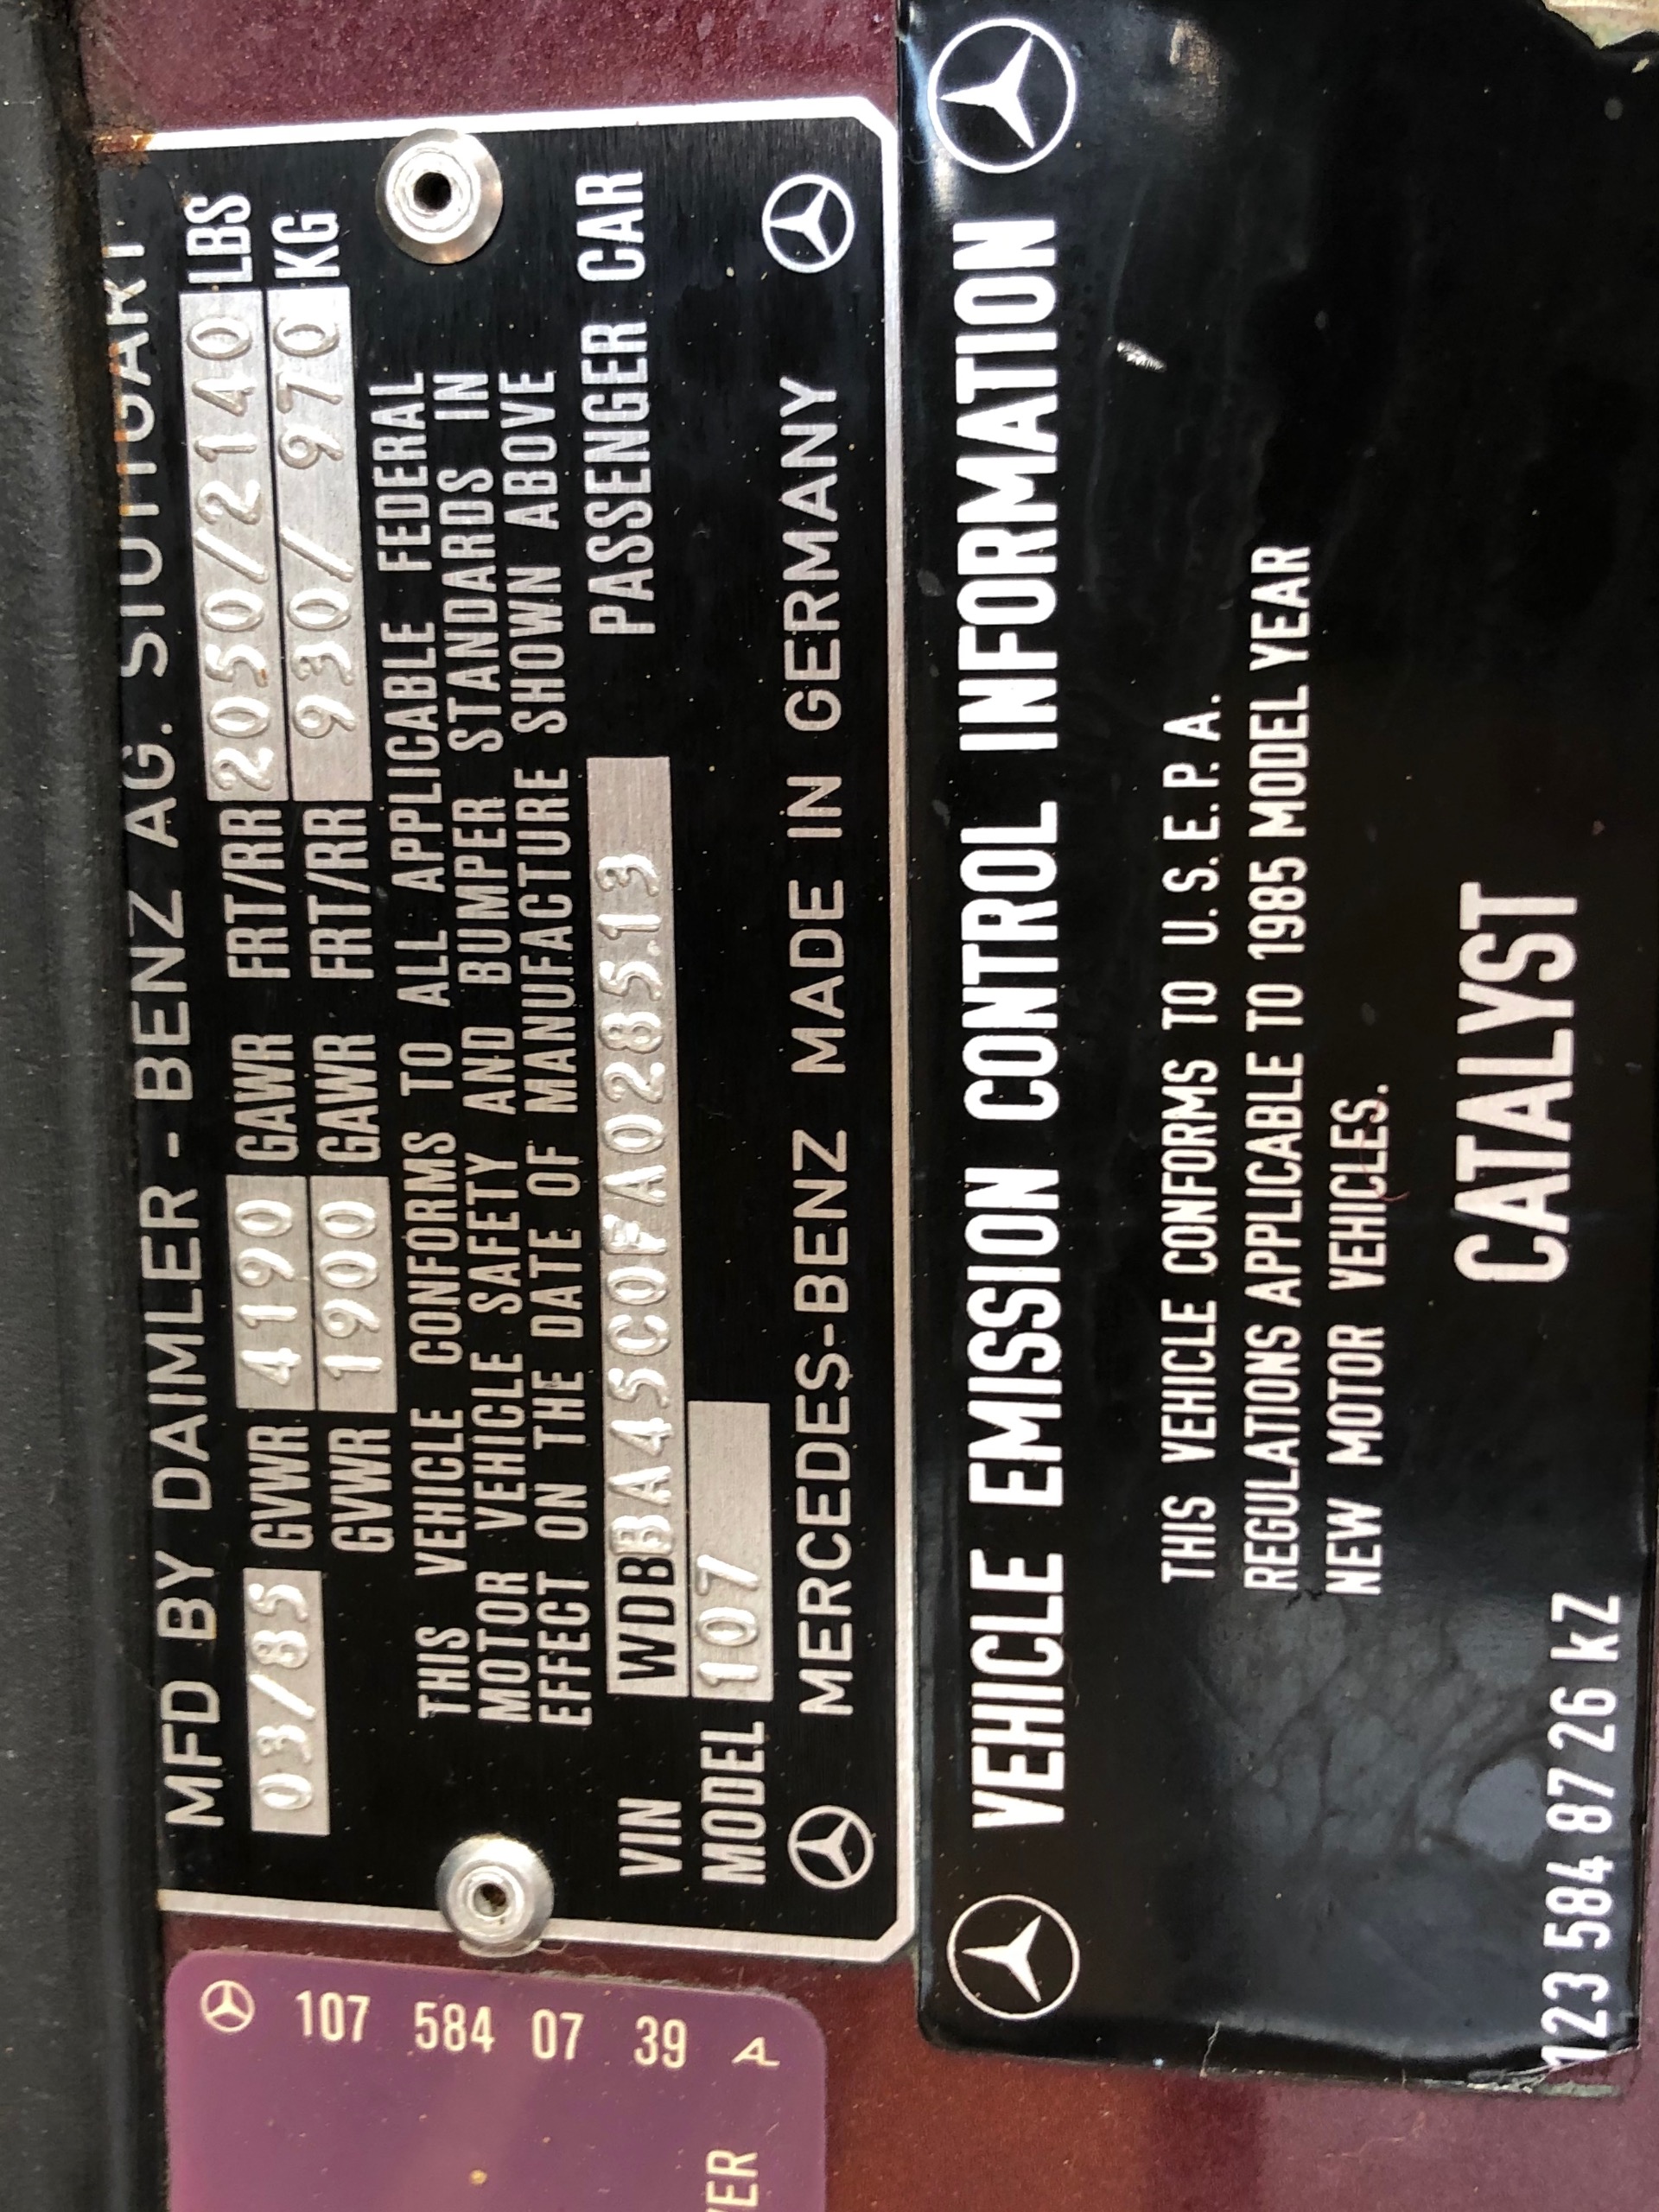 MFD BY DAIMLER - BENZ AG. STUTTGART
03/85 GVWR 4190 GAWR FRT/RR 2050/2140 LBS
GVWR 1900 GAWR FRT/RR 930/ 970 KG
THIS VEHICLE CONFORMS TO ALL APPLICABLE FEDERAL
MOTOR VEHICLE SAFETY AND BUMPER STANDARDS IN
EFFECT ON THE DATE OF MANUFACTURE SHOWN ABOVE
VIN WDBBA45C0FA028513 PASSENGER CAR
MODEL 107
MERCEDES-BENZ MADE IN GERMANY
VEHICLE EMISSION CONTROL INFORMATION
THIS VEHICLE CONFORMS TO U.S.E.P.A.
REGULATIONS APPLICABLE TO 1985 MODEL YEAR
NEW MOTOR VEHICLES.
CATALYST
123 584 87 26 kZ
107 584 07 39 A